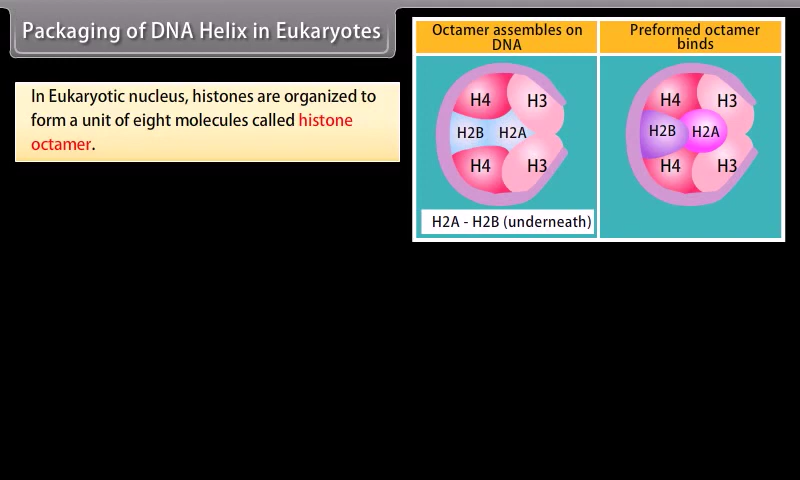 Packaging of DNA Helix in Eukaryotes
In Eukaryotic nucleus, histones are organized to
form a unit of eight molecules called histone
octamer.
Octamer assembles on
DNA
H4 H3
H2B H2A
H4 H3
H2A - H2B (underneath)
Preformed octamer
binds
H4 H3
H2B H2A
H4 H3